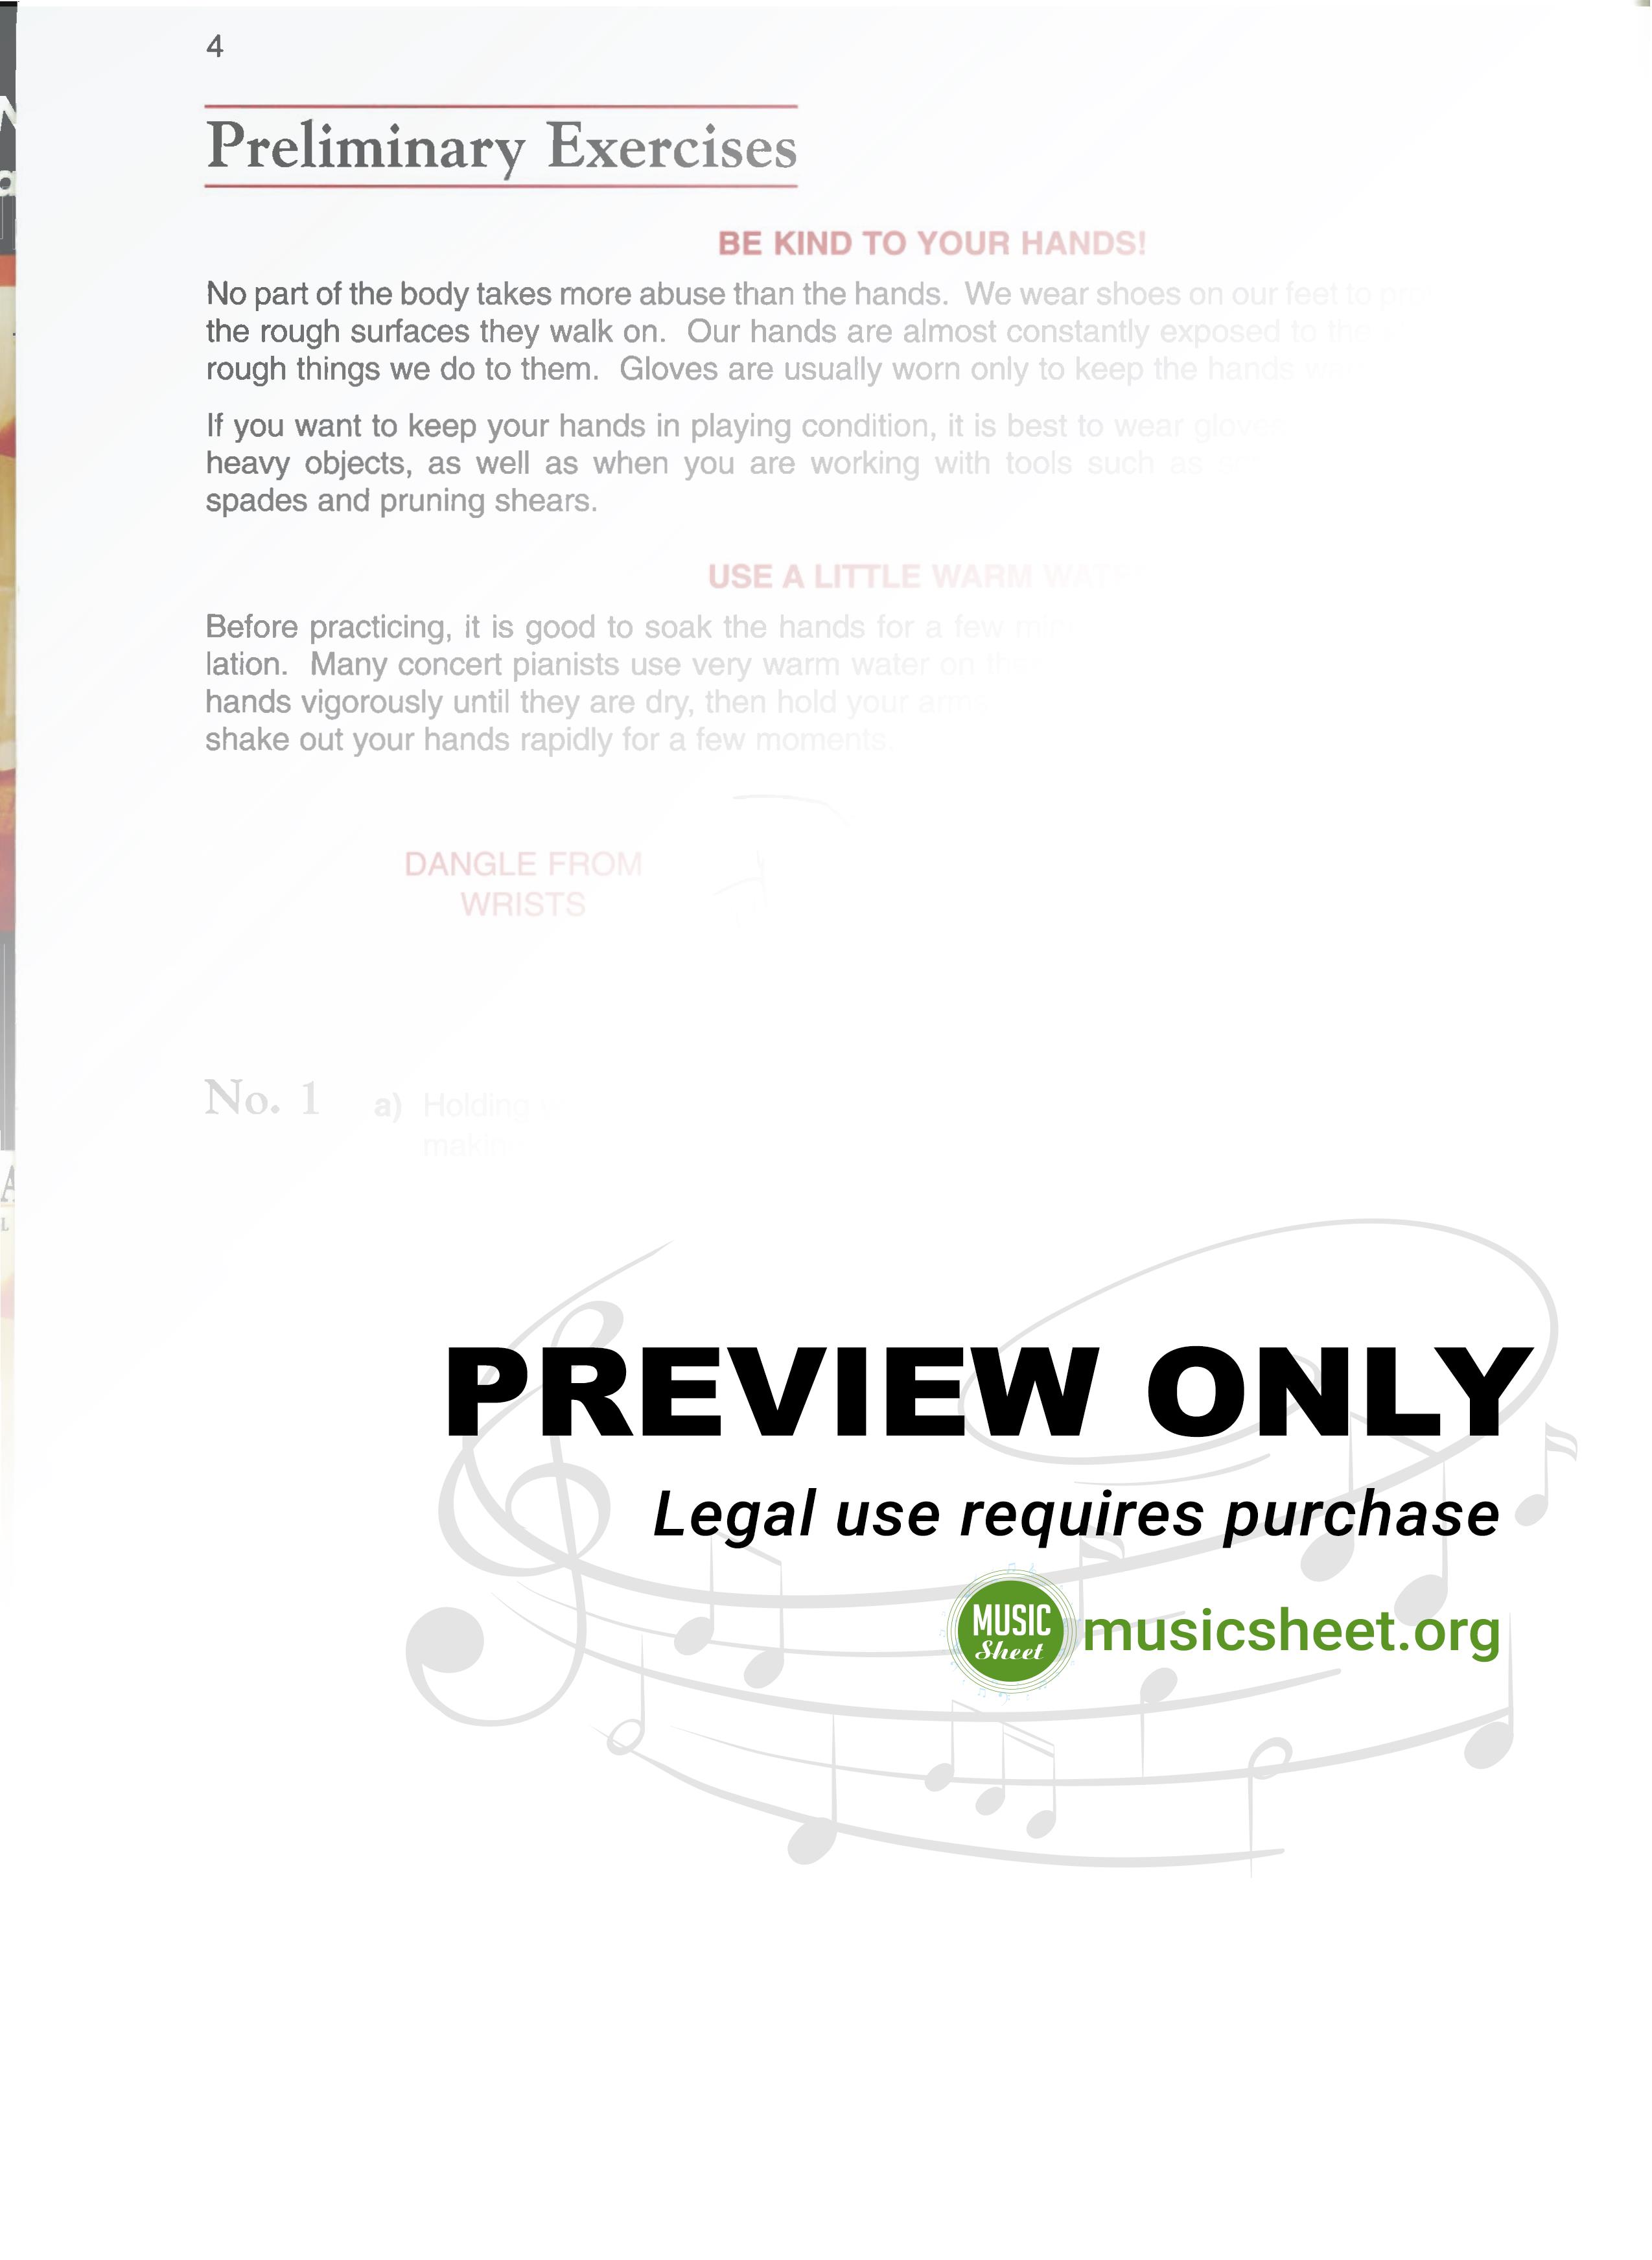 4
Preliminary Exercises
BE KIND TO YOUR HANDS!
No part of the body takes more abuse than the hands. We wear shoes on our feet to
the rough surfaces they walk on. Our hands are almost constantly exposed to the
rough things we do to them. Gloves are usually worn only to keep the hands
If you want to keep your hands in playing condition, it is best to wear
heavy objects, as well as when you are working with tools such as
spades and pruning shears.
USE A LITTLE WARM
Before practicing, it is good to soak the hands for a few
lation. Many concert pianists use very warm water on
hands vigorously until they are dry, then hold your
shake out your hands rapidly for a few moments.
DANGLE FROM
WRISTS
No. 1 a) Holding
PREVIEW ONLY
Legal use requires purchase
MUSIC
Sheet
musicsheet.org